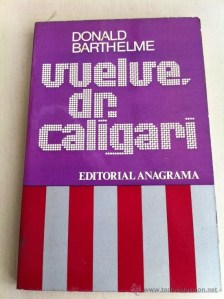 DONALD
BARTHELME
vuelve,
dr.
caligari
EDITORIAL ANAGRAMA